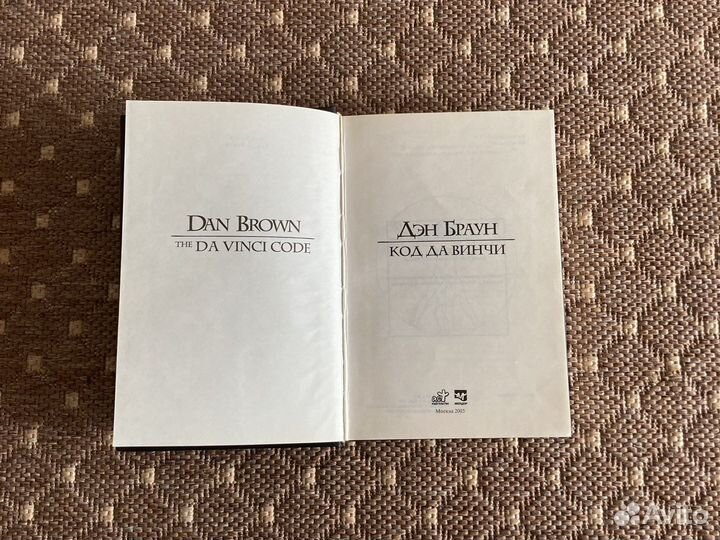 DAN BROWN
THE DA VINCI CODE
ДЭН БРАУН
КОД ДА ВИНЧИ
Москва 2005
Avito